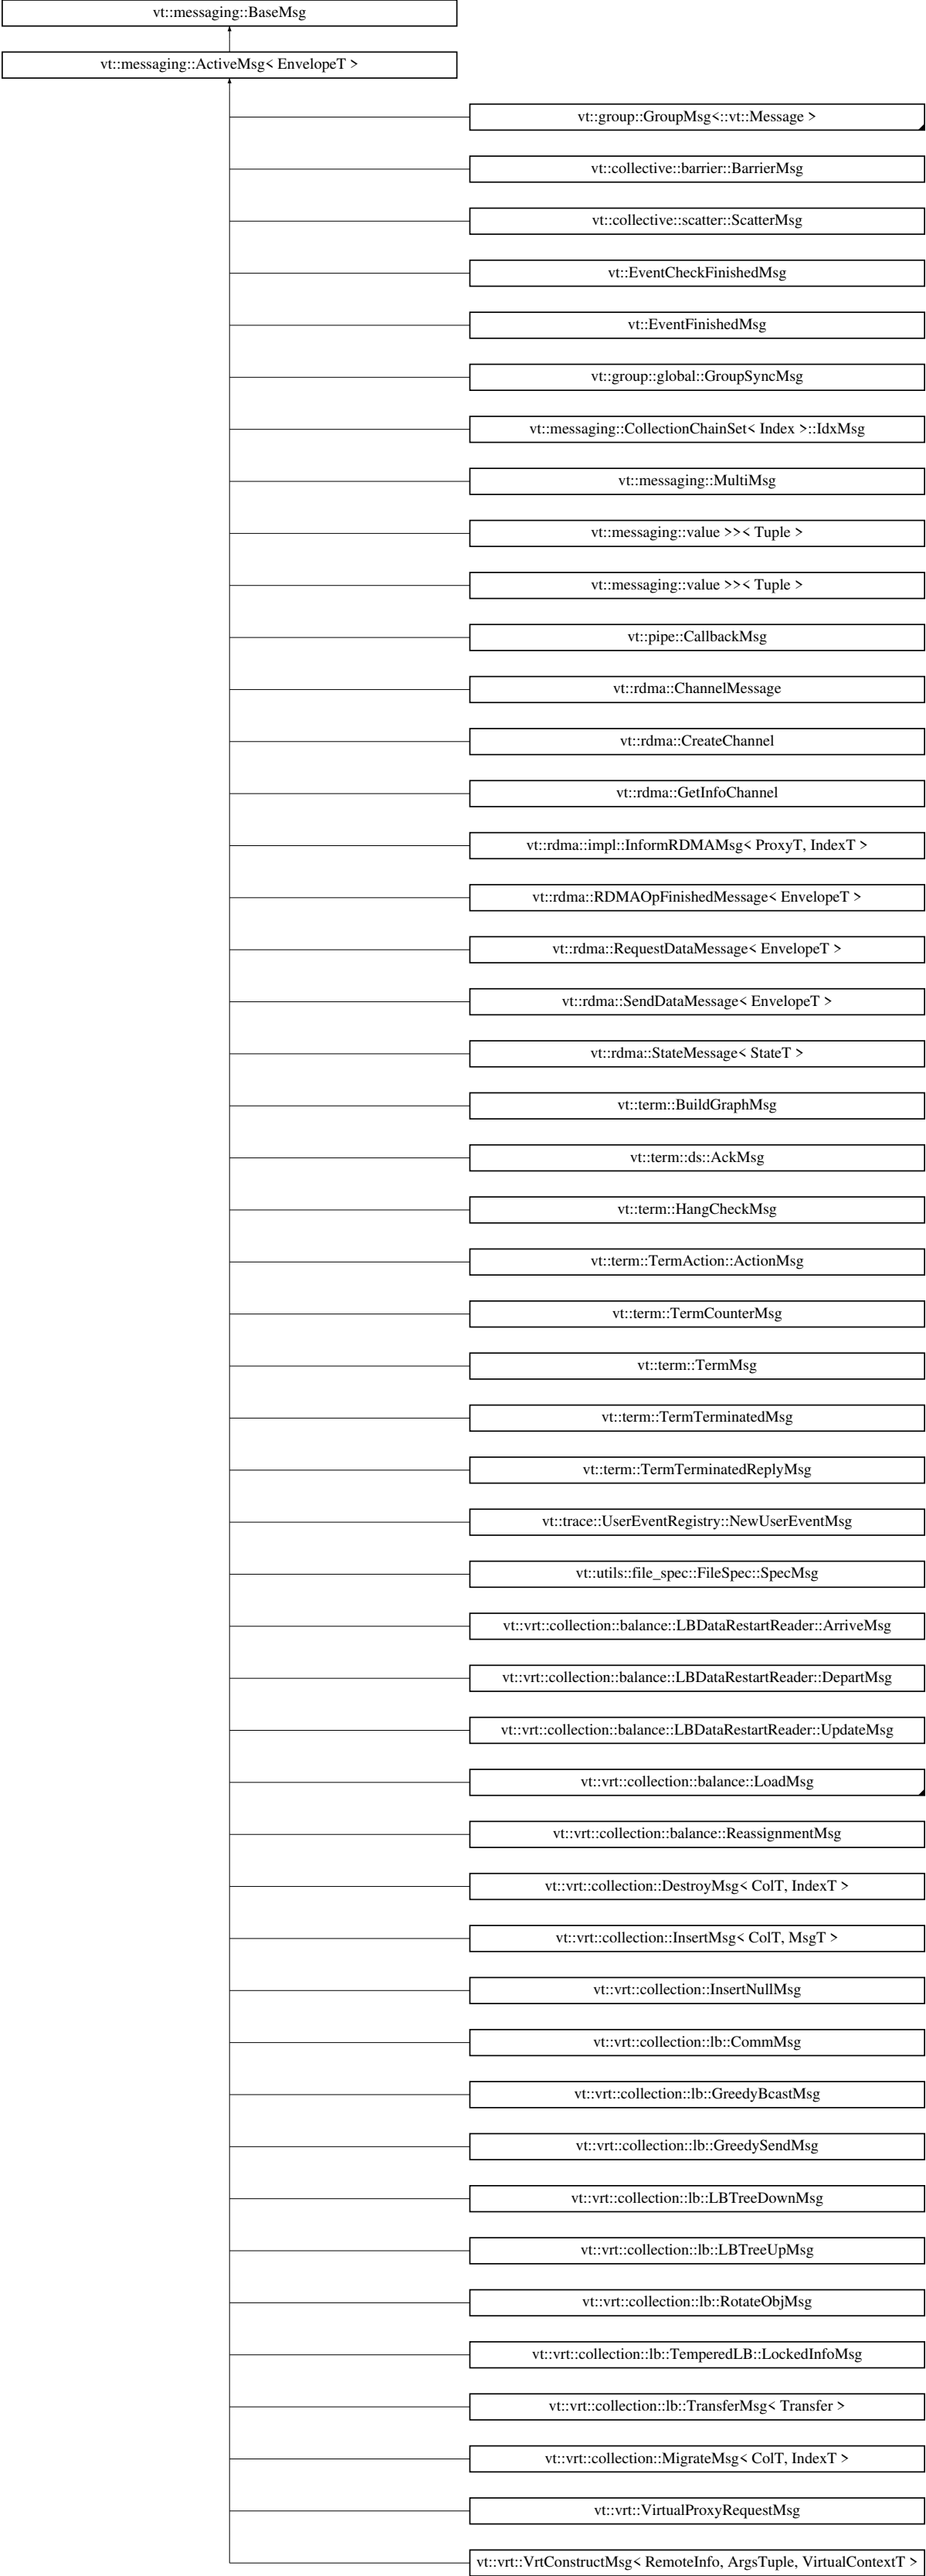 vt::messaging::BaseMsg
vt::messaging::ActiveMsg< EnvelopeT >
vt::group::GroupMsg<::vt::Message >
vt::collective::barrier::BarrierMsg
vt::collective::scatter::ScatterMsg
vt::EventCheckFinishedMsg
vt::EventFinishedMsg
vt::group::global::GroupSyncMsg
vt::messaging::CollectionChainSet< Index >::IdxMsg
vt::messaging::MultiMsg
vt::messaging::value >>< Tuple >
vt::messaging::value >>< Tuple >
vt::pipe::CallbackMsg
vt::rdma::ChannelMessage
vt::rdma::CreateChannel
vt::rdma::GetInfoChannel
vt::rdma::impl::InformRDMAMsg< ProxyT, IndexT >
vt::rdma::RDMAOpFinishedMessage< EnvelopeT >
vt::rdma::RequestDataMessage< EnvelopeT >
vt::rdma::SendDataMessage< EnvelopeT >
vt::rdma::StateMessage< StateT >
vt::term::BuildGraphMsg
vt::term::ds::AckMsg
vt::term::HangCheckMsg
vt::term::TermAction::ActionMsg
vt::term::TermCounterMsg
vt::term::TermMsg
vt::term::TermTerminatedMsg
vt::term::TermTerminatedReplyMsg
vt::trace::UserEventRegistry::NewUserEventMsg
vt::utils::file_spec::FileSpec::SpecMsg
vt::vrt::collection::balance::LBDataRestartReader::ArriveMsg
vt::vrt::collection::balance::LBDataRestartReader::DepartMsg
vt::vrt::collection::balance::LBDataRestartReader::UpdateMsg
vt::vrt::collection::balance::LoadMsg
vt::vrt::collection::balance::ReassignmentMsg
vt::vrt::collection::DestroyMsg< ColT, IndexT >
vt::vrt::collection::InsertMsg< ColT, MsgT >
vt::vrt::collection::InsertNullMsg
vt::vrt::collection::lb::CommMsg
vt::vrt::collection::lb::GreedyBcastMsg
vt::vrt::collection::lb::GreedySendMsg
vt::vrt::collection::lb::LBTreeDownMsg
vt::vrt::collection::lb::LBTreeUpMsg
vt::vrt::collection::lb::RotateObjMsg
vt::vrt::collection::lb::TemperedLB::LockedInfoMsg
vt::vrt::collection::lb::TransferMsg< Transfer >
vt::vrt::collection::MigrateMsg< ColT, IndexT >
vt::vrt::VirtualProxyRequestMsg
vt::vrt::VrtConstructMsg< RemoteInfo, ArgsTuple, VirtualContextT >